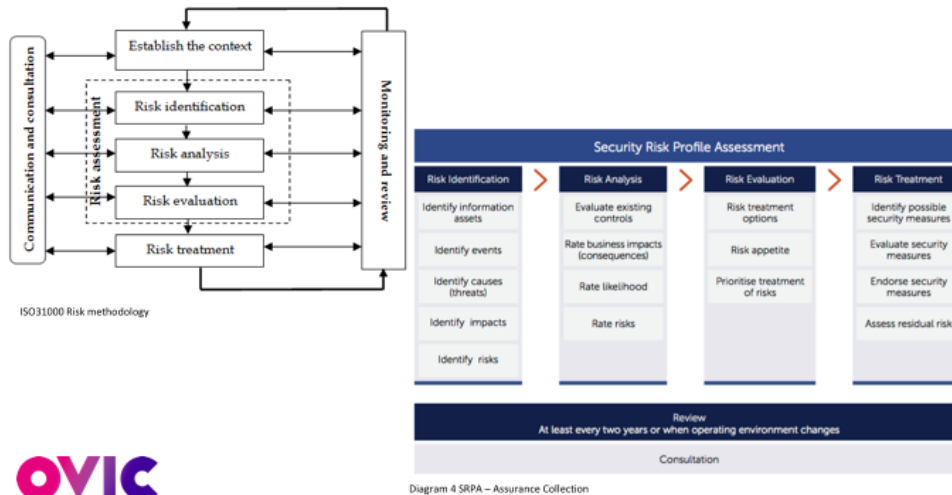 Communication and consultation
Establish the context
Risk assessment
Risk identification
Risk analysis
Risk evaluation
Risk treatment
Monitoring and review
ISO31000 Risk methodology
Security Risk Profile Assessment
Risk Identification
Identify information
assets
Identify events
Identify causes
(threats)
Identify impacts
Identify risks
Risk Analysis
Evaluate existing
controls
Rate business impacts
(consequences)
Rate likelihood
Rate risks
Risk Evaluation
Risk treatment
options
Risk appetite
Prioritise treatment
of risks
Risk Treatment
Identify possible
security measures
Evaluate security
measures
Endorse security
measures
Assess residual risk
Review
At least every two years or when operating environment changes
Consultation
Diagram 4 SRPA – Assurance Collection
OVIC